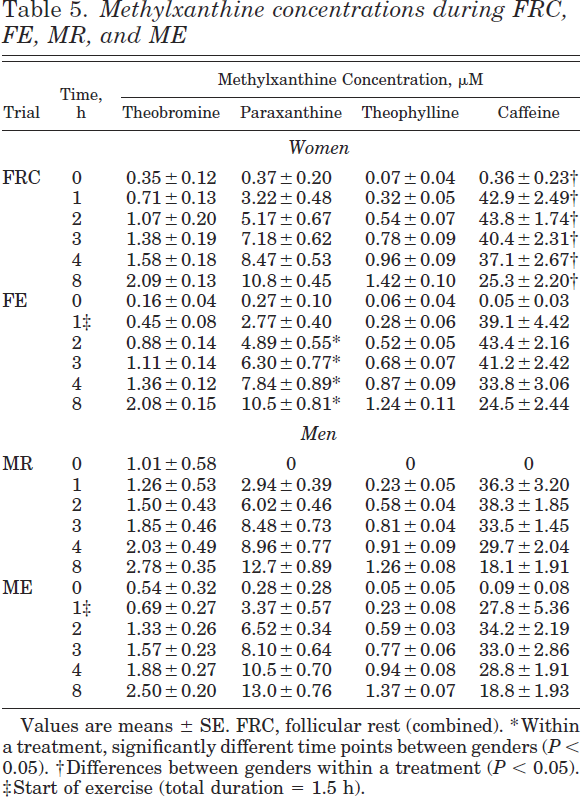 Table 5. Methylxanthine concentrations during FRC,
FE, MR, and ME
Methylxanthine Concentration, μM
Trial Time, h Theobromine Paraxanthine Theophylline Caffeine
Women
FRC 0 0.35 ± 0.12 0.37 ± 0.20 0.07 ± 0.04 0.36 ± 0.23†
1 0.71 ± 0.13 3.22 ± 0.48 0.32 ± 0.05 42.9 ± 2.49†
2 1.07 ± 0.20 5.17 ± 0.67 0.54 ± 0.07 43.8 ± 1.74†
3 1.38 ± 0.19 7.18 ± 0.62 0.78 ± 0.09 40.4 ± 2.31†
4 1.58 ± 0.18 8.47 ± 0.53 0.96 ± 0.09 37.1 ± 2.67†
8 2.09 ± 0.13 10.8 ± 0.45 1.42 ± 0.10 25.3 ± 2.20†
FE 0 0.16 ± 0.04 0.27 ± 0.10 0.06 ± 0.04 0.05 ± 0.03
1‡ 0.45 ± 0.08 2.77 ± 0.40 0.28 ± 0.06 39.1 ± 4.42
2 0.88 ± 0.14 4.89 ± 0.55* 0.52 ± 0.05 43.4 ± 2.16
3 1.11 ± 0.14 6.30 ± 0.77* 0.68 ± 0.07 41.2 ± 2.42
4 1.36 ± 0.12 7.84 ± 0.89* 0.87 ± 0.09 33.8 ± 3.06
8 2.08 ± 0.15 10.5 ± 0.81* 1.24 ± 0.11 24.5 ± 2.44
Men
MR 0 1.01 ± 0.58 0 0 0
1 1.26 ± 0.53 2.94 ± 0.39 0.23 ± 0.05 36.3 ± 3.20
2 1.50 ± 0.43 6.02 ± 0.46 0.58 ± 0.04 38.3 ± 1.85
3 1.85 ± 0.46 8.48 ± 0.73 0.81 ± 0.04 33.5 ± 1.45
4 2.03 ± 0.49 8.96 ± 0.77 0.91 ± 0.09 29.7 ± 2.04
8 2.78 ± 0.35 12.7 ± 0.89 1.26 ± 0.08 18.1 ± 1.91
ME 0 0.54 ± 0.32 0.28 ± 0.28 0.05 ± 0.05 0.09 ± 0.08
1‡ 0.69 ± 0.27 3.37 ± 0.57 0.23 ± 0.08 27.8 ± 5.36
2 1.33 ± 0.26 6.52 ± 0.34 0.59 ± 0.03 34.2 ± 2.19
3 1.57 ± 0.23 8.10 ± 0.64 0.77 ± 0.06 33.0 ± 2.86
4 1.88 ± 0.27 10.5 ± 0.70 0.94 ± 0.08 28.8 ± 1.91
8 2.50 ± 0.20 13.0 ± 0.76 1.37 ± 0.07 18.8 ± 1.93
Values are means ± SE. FRC, follicular rest (combined). *Within
a treatment, significantly different time points between genders (P <
0.05). †Differences between genders within a treatment (P < 0.05).
‡Start of exercise (total duration = 1.5 h).